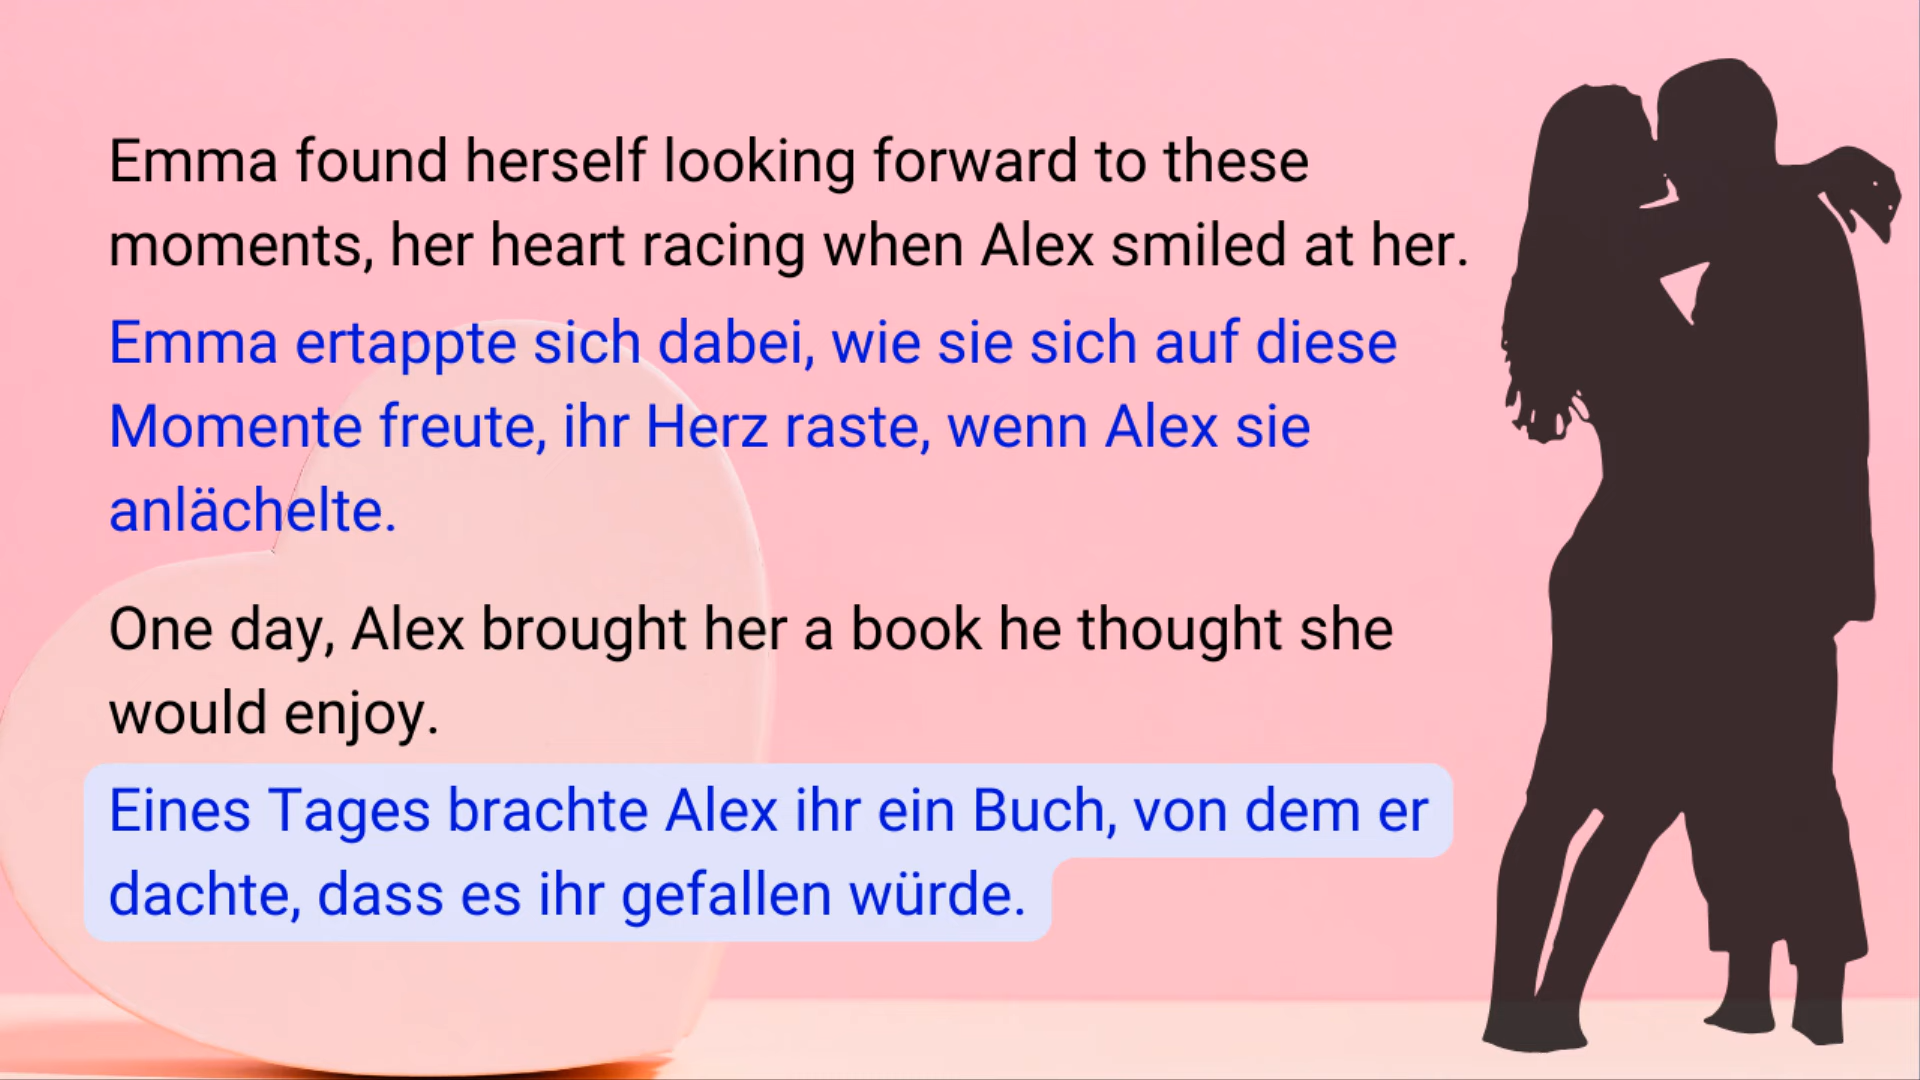 Emma found herself looking forward to these
moments, her heart racing when Alex smiled at her.
Emma ertappte sich dabei, wie sie sich auf diese
Momente freute, ihr Herz raste, wenn Alex sie
anlächelte.
One day, Alex brought her a book he thought she
would enjoy.
Eines Tages brachte Alex ihr ein Buch, von dem er
dachte, dass es ihr gefallen würde.